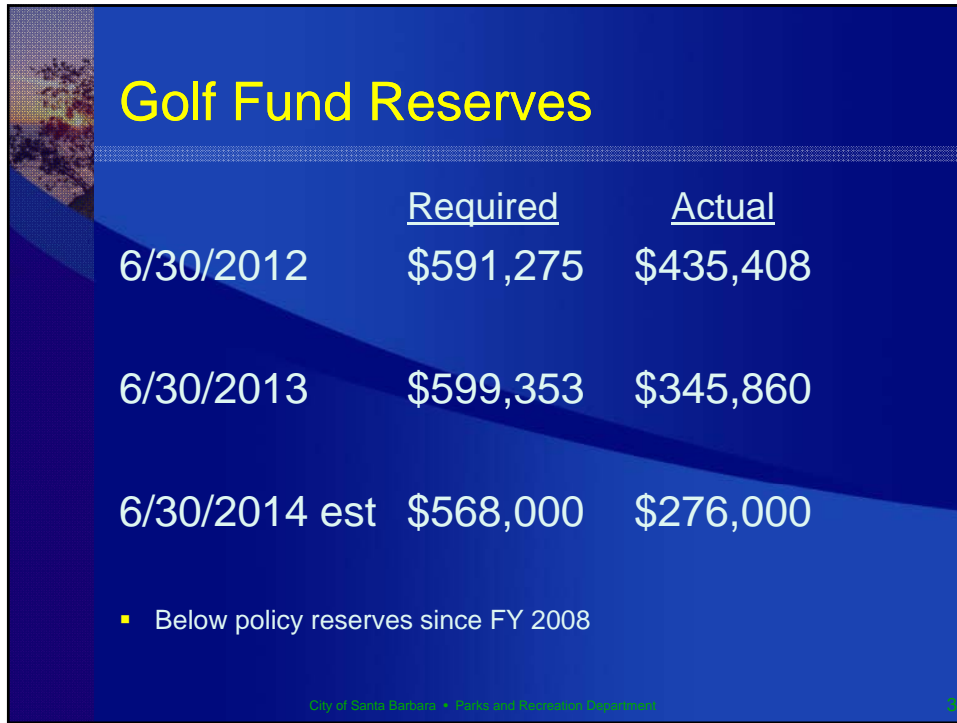 Golf Fund Reserves
Required Actual
6/30/2012 $591,275 $435,408
6/30/2013 $599,353 $345,860
6/30/2014 est $568,000 $276,000
▪ Below policy reserves since FY 2008
City of Santa Barbara • Parks and Recreation Department 3